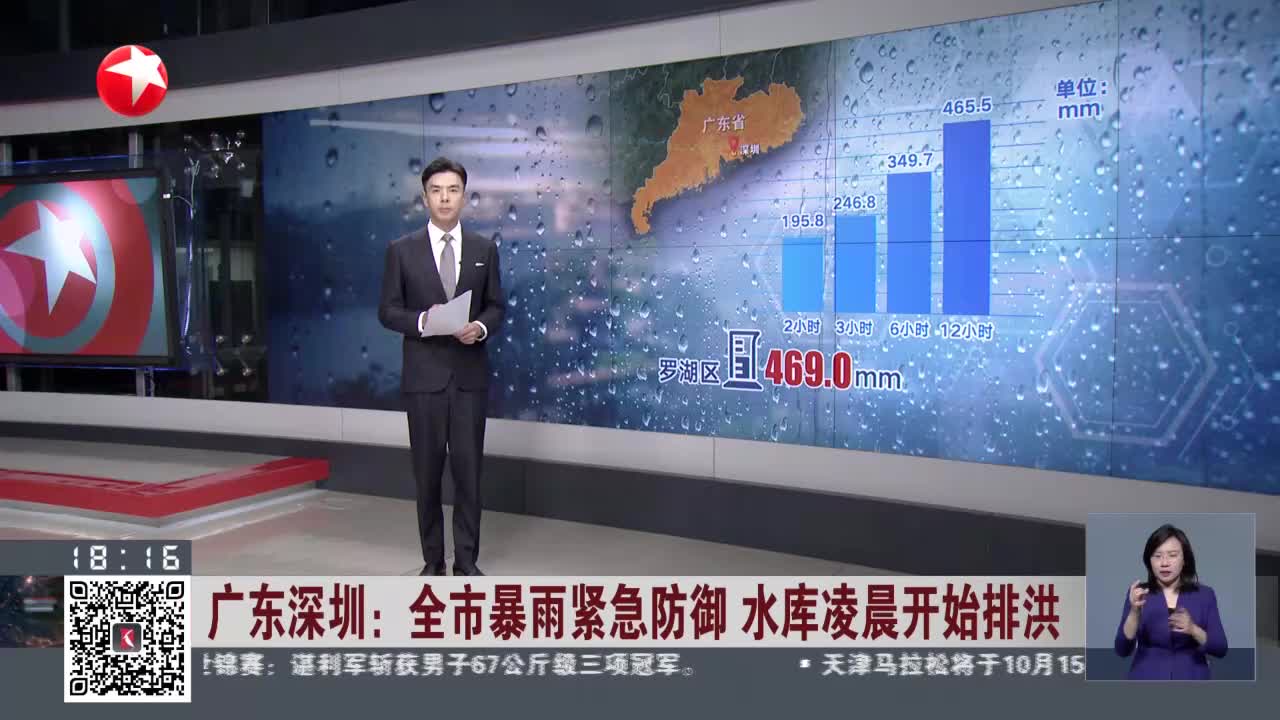 单位：
mm
广东省
深圳
465.5
349.7
246.8
195.8
2小时
3小时
6小时
12小时
罗湖区
469.0mm
18:16
广东深圳：全市暴雨紧急防御 水库凌晨开始排洪
锦赛：谌利军斩获男子67公斤级三项冠军。
• 天津马拉松将于10月15